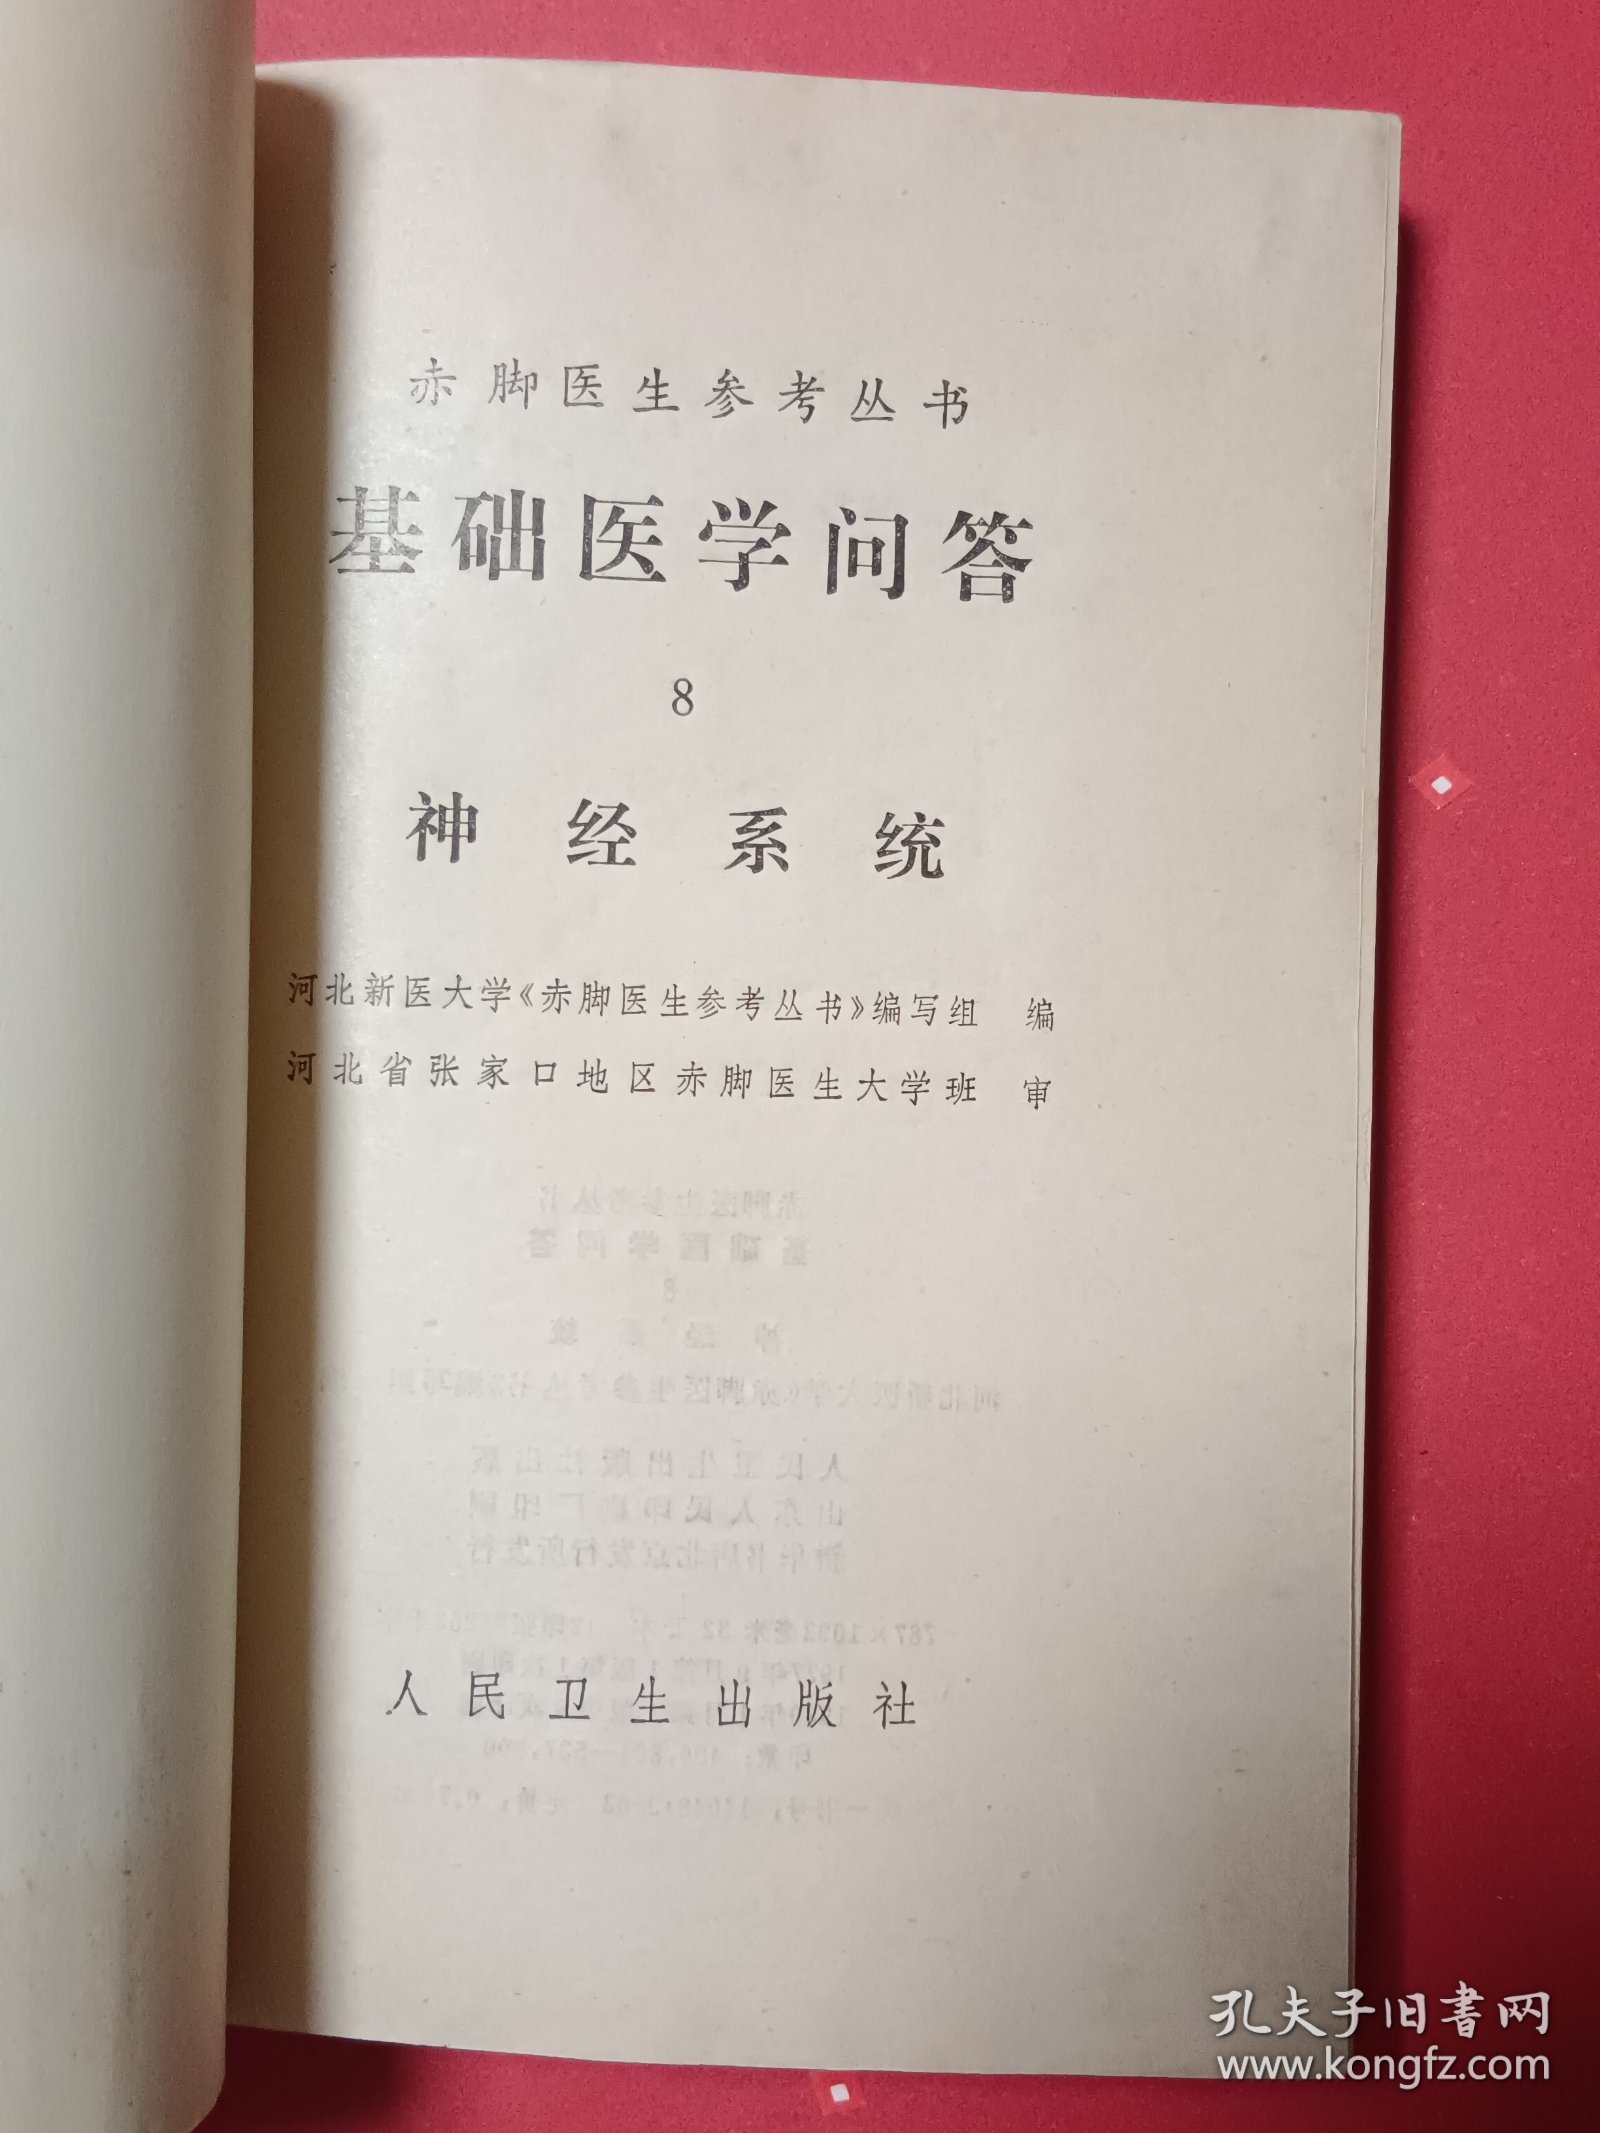 赤脚医生参考丛书
基础医学问答
8
神经系统
河北新医大学《赤脚医生参考丛书》编写组 编
河北省张家口地区赤脚医生大学班 审
人民卫生出版社
孔夫子旧书网
www.kongfz.com